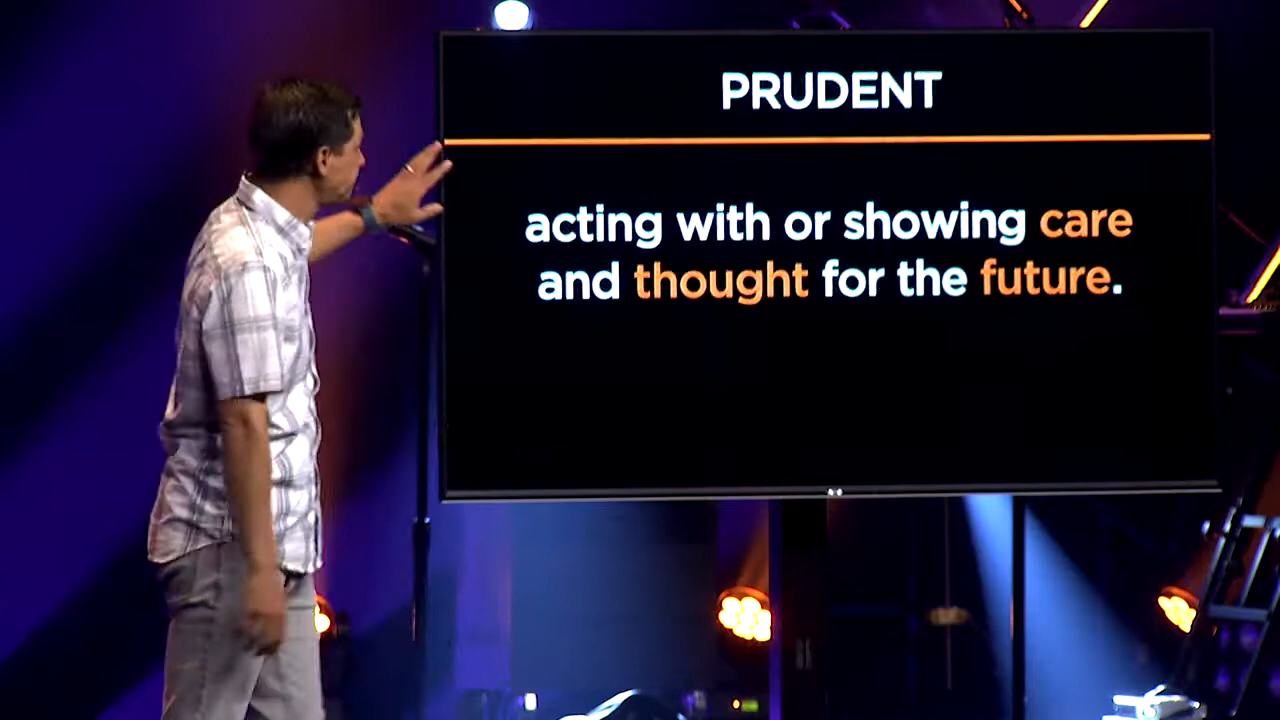 PRUDENT
acting with or showing care
and thought for the future.